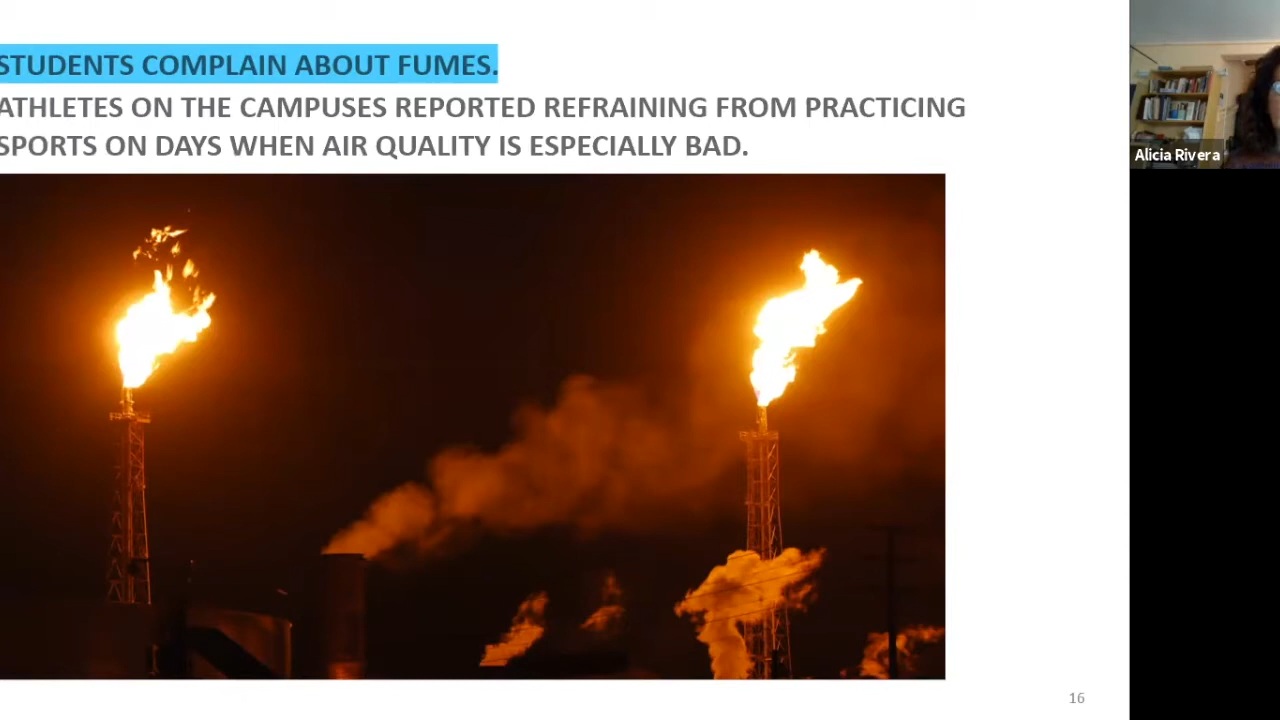 STUDENTS COMPLAIN ABOUT FUMES.
ATHLETES ON THE CAMPUSES REPORTED REFRAINING FROM PRACTICING
SPORTS ON DAYS WHEN AIR QUALITY IS ESPECIALLY BAD.
Alicia Rivera
16